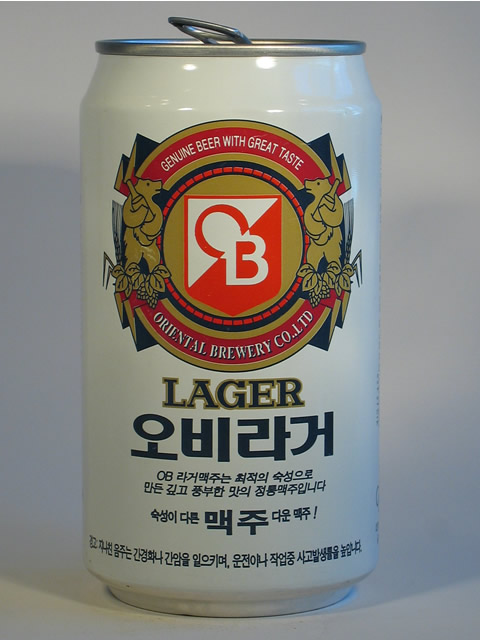 GENUINE BEER WITH GREAT TASTE
OB
ORIENTAL BREWERY CO.,LTD
LAGER
오비라거
OB 라거맥주는 최적의 숙성으로
만든 깊고 풍부한 맛의 정통맥주입니다
숙성이 다른 맥주 다운 맥주!
경고: 지나친 음주는 간경화나 간암을 일으키며, 운전이나 작업중 사고발생률을 높입니다.